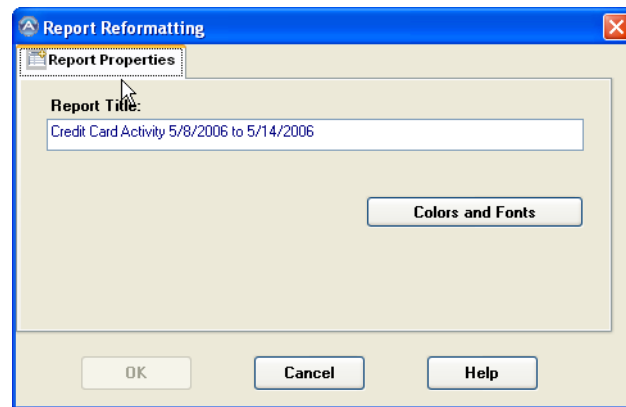 Report Reformatting
Report Properties
Report Title:
Credit Card Activity 5/8/2006 to 5/14/2006
Colors and Fonts
OK
Cancel
Help